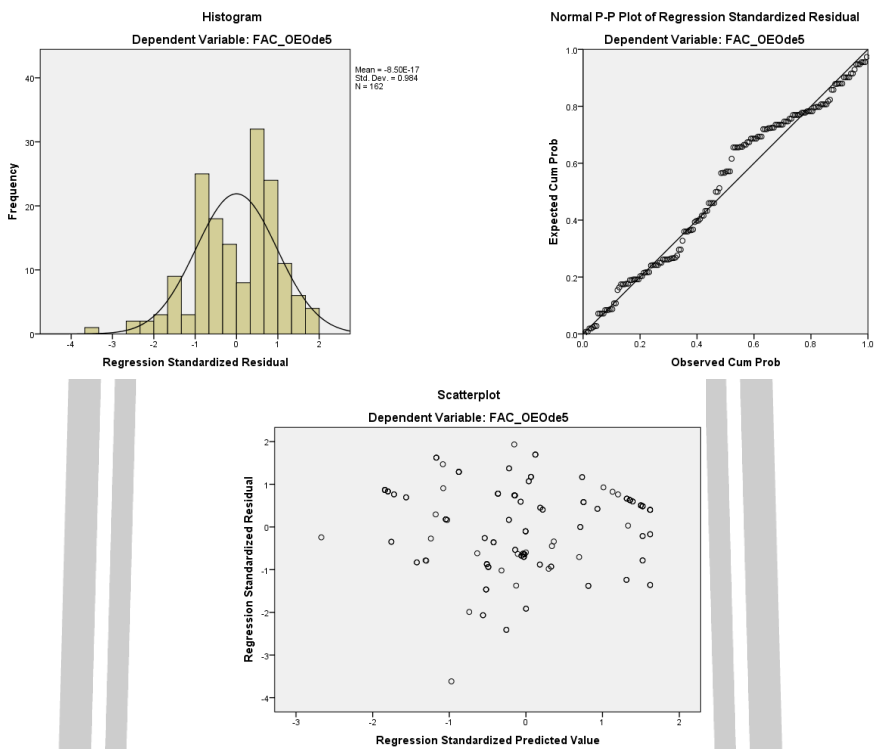 Histogram
Dependent Variable: FAC_OEOde5
Mean = -8.50E-17
Std. Dev. = 0.984
N = 162
40
30
20
10
0
Frequency
-4 -3 -2 -1 0 1 2
Regression Standardized Residual
Normal P-P Plot of Regression Standardized Residual
Dependent Variable: FAC_OEOde5
1.0
0.8
0.6
0.4
0.2
0.0
Expected Cum Prob
0.0 0.2 0.4 0.6 0.8 1.0
Observed Cum Prob
Scatterplot
Dependent Variable: FAC_OEOde5
2
1
0
-1
-2
-3
-4
Regression Standardized Residual
-3 -2 -1 0 1 2
Regression Standardized Predicted Value